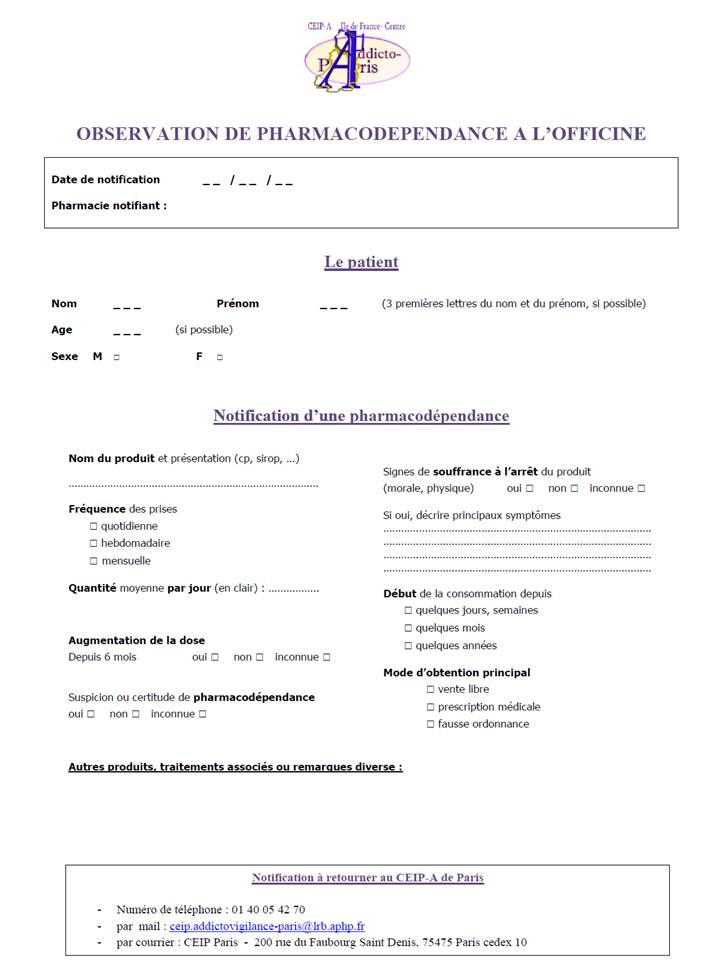 CEIP-A Ile de France- Centre
Addicto-
Paris
OBSERVATION DE PHARMACODEPENDANCE A L'OFFICINE
Date de notification _ _ / _ _ / _ _
Pharmacie notifiant :
Le patient
Nom _ _ _ Prénom _ _ _ (3 premières lettres du nom et du prénom, si possible)
Age _ _ _ (si possible)
Sexe M □ F □
Notification d'une pharmacodépendance
Nom du produit et présentation (cp, sirop, ...)
....................................................................................
Fréquence des prises
□ quotidienne
□ hebdomadaire
□ mensuelle
Quantité moyenne par jour (en clair) : .................
Augmentation de la dose
Depuis 6 mois oui □ non □ inconnue □
Suspicion ou certitude de pharmacodépendance
oui □ non □ inconnue □
Signes de souffrance à l'arrêt du produit
(morale, physique) oui □ non □ inconnue □
Si oui, décrire principaux symptômes
..........................................................................................
..........................................................................................
..........................................................................................
..........................................................................................
Début de la consommation depuis
□ quelques jours, semaines
□ quelques mois
□ quelques années
Mode d'obtention principal
□ vente libre
□ prescription médicale
□ fausse ordonnance
Autres produits, traitements associés ou remarques diverse :
Notification à retourner au CEIP-A de Paris
- Numéro de téléphone : 01 40 05 42 70
- par mail : ceip.addictovigilance-paris@lrb.aphp.fr
- par courrier : CEIP Paris - 200 rue du Faubourg Saint Denis, 75475 Paris cedex 10